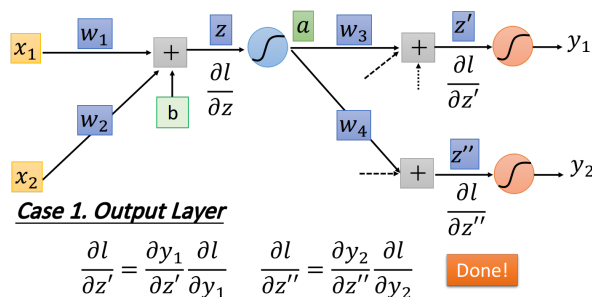 x₁ w₁ + z a w₃ + z′ y₁
∂l/∂z ∂l/∂z′
b
w₂ w₄
x₂ + z″ y₂
∂l/∂z″
Case 1. Output Layer
∂l/∂z′ = ∂y₁/∂z′ ∂l/∂y₁ ∂l/∂z″ = ∂y₂/∂z″ ∂l/∂y₂ Done!